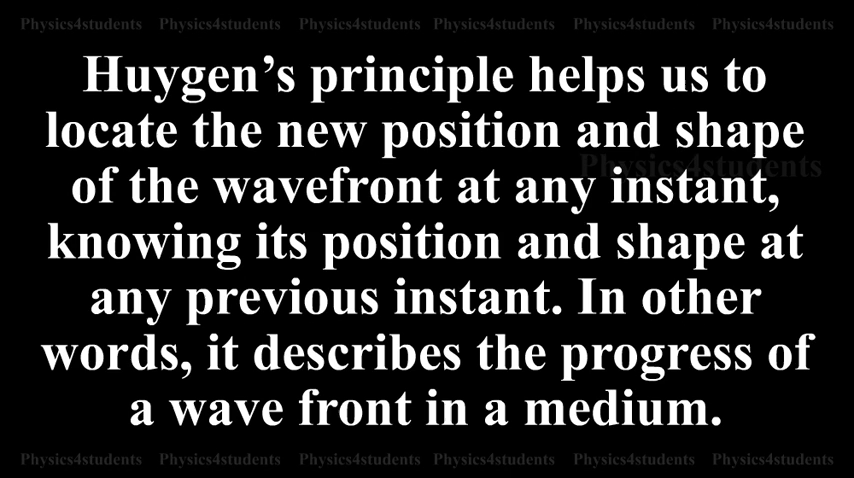 Physics4students Physics4students Physics4students Physics4students Physics4students Physics4students
Huygen’s principle helps us to
locate the new position and shape
Physics4students
of the wavefront at any instant,
knowing its position and shape at
any previous instant. In other
words, it describes the progress of
a wave front in a medium.
Physics4students Physics4students Physics4students Physics4students Physics4students Physics4students